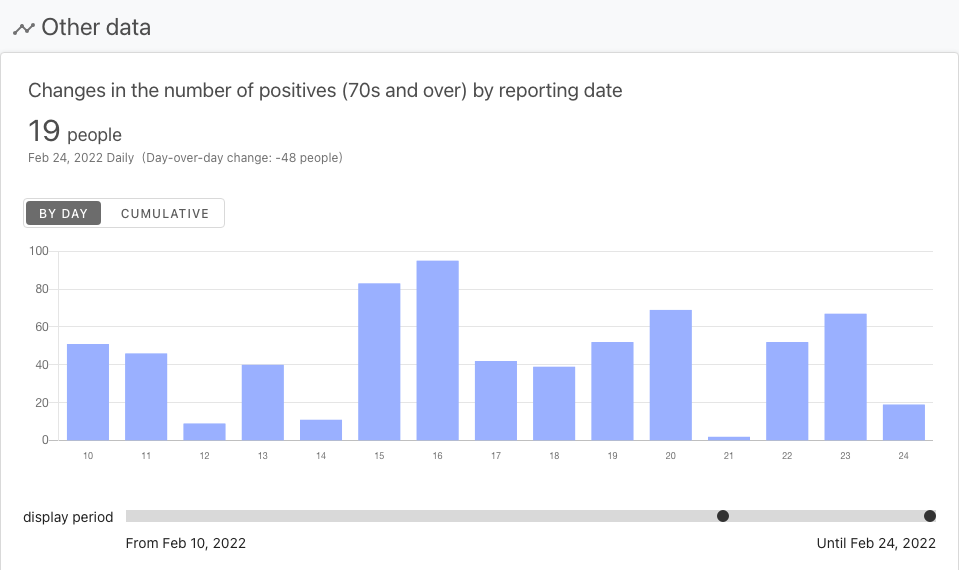 Other data
Changes in the number of positives (70s and over) by reporting date
19 people
Feb 24, 2022 Daily (Day-over-day change: -48 people)
BY DAY CUMULATIVE
100
80
60
40
20
0
10 11 12 13 14 15 16 17 18 19 20 21 22 23 24
display period
From Feb 10, 2022 Until Feb 24, 2022